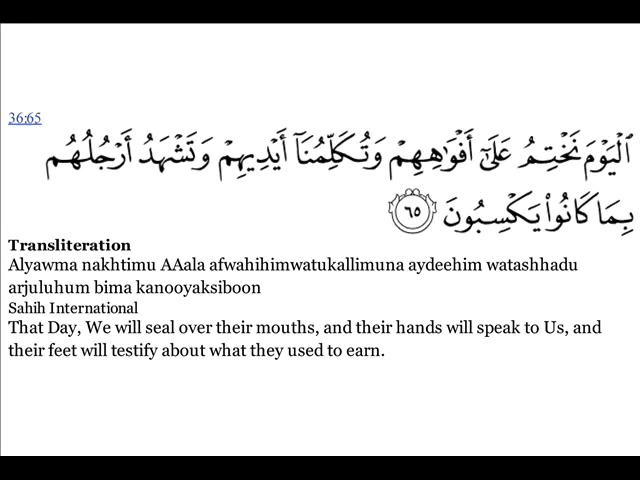 36:65
ٱلْيَوْمَ نَخْتِمُ عَلَىٰٓ أَفْوَٰهِهِمْ وَتُكَلِّمُنَآ أَيْدِيهِمْ وَتَشْهَدُ أَرْجُلُهُم
بِمَا كَانُوا۟ يَكْسِبُونَ ٦٥
Transliteration
Alyawma nakhtimu AAala afwahihimwatukallimuna aydeehim watashhadu
arjuluhum bima kanooyaksiboon
Sahih International
That Day, We will seal over their mouths, and their hands will speak to Us, and
their feet will testify about what they used to earn.